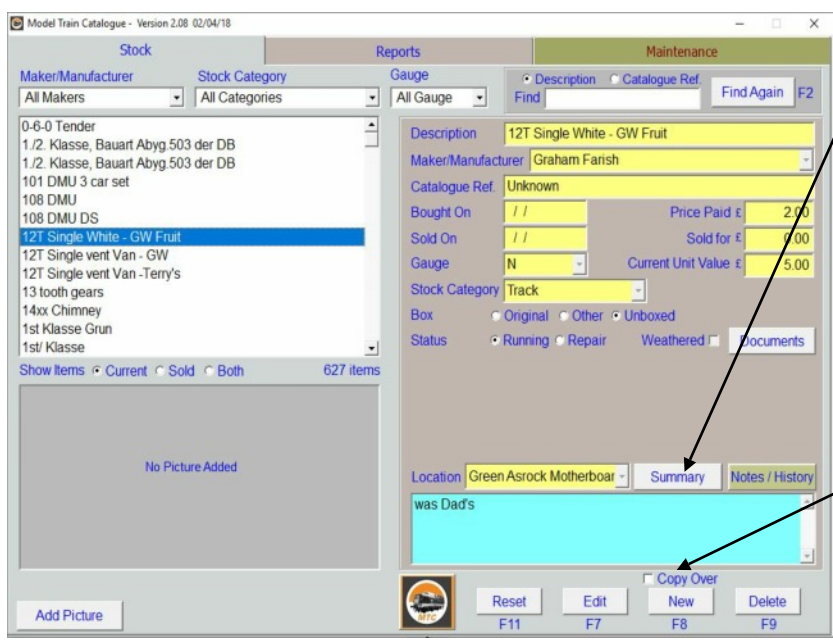 Model Train Catalogue - Version 2.08 02/04/18
Stock Reports Maintenance
Maker/Manufacturer Stock Category Gauge
All Makers All Categories All Gauge
Description Catalogue Ref.
Find Find Again F2
0-6-0 Tender
1./2. Klasse, Bauart Abyg.503 der DB
1./2. Klasse, Bauart Abyg.503 der DB
101 DMU 3 car set
108 DMU
108 DMU DS
12T Single White - GW Fruit
12T Single vent Van - GW
12T Single vent Van -Terry's
13 tooth gears
14xx Chimney
1st Klasse Grun
1st/ Klasse
Show Items Current Sold Both 627 items
No Picture Added
Add Picture
Description 12T Single White - GW Fruit
Maker/Manufacturer Graham Farish
Catalogue Ref. Unknown
Bought On / / Price Paid £ 2.00
Sold On / / Sold for £ 0.00
Gauge N Current Unit Value £ 5.00
Stock Category Track
Box Original Other Unboxed
Status Running Repair Weathered Documents
Location Green Asrock Motherboar Summary Notes / History
was Dad's
Copy Over
MTC Reset Edit New Delete
F11 F7 F8 F9